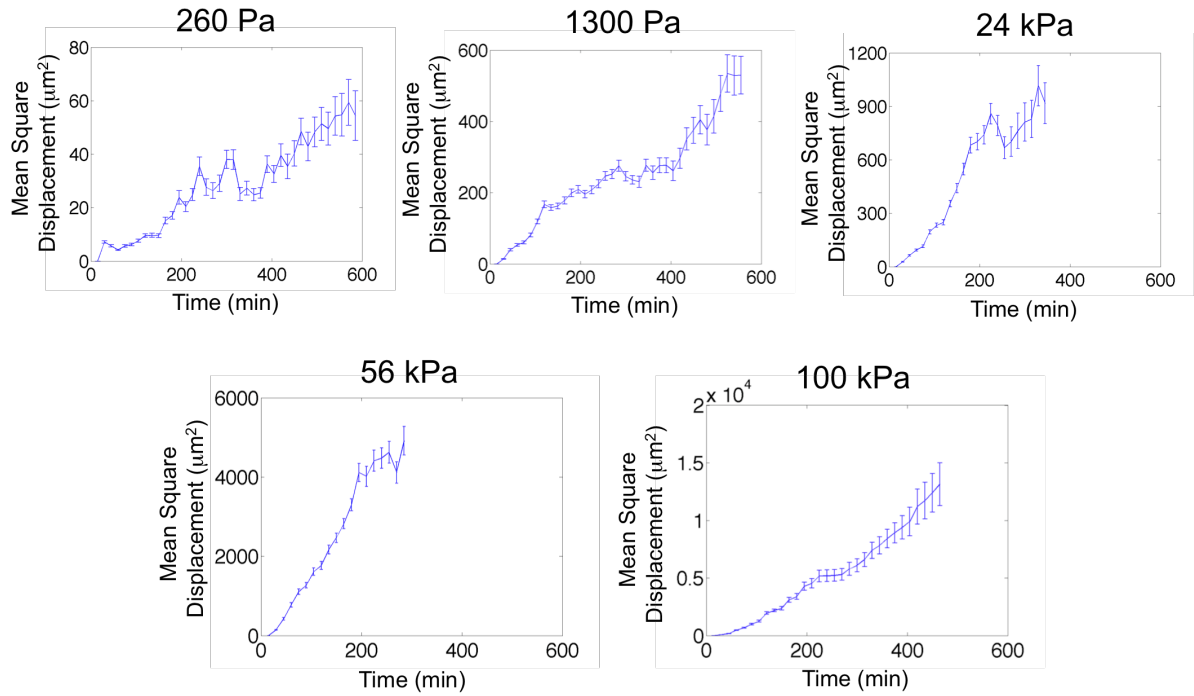 260 Pa
80
60
40
20
0
0 200 400 600
Mean Square
Displacement (μm²)
Time (min)
1300 Pa
600
400
200
0
0 200 400 600
Mean Square
Displacement (μm²)
Time (min)
24 kPa
1200
900
600
300
0
0 200 400 600
Mean Square
Displacement (μm²)
Time (min)
56 kPa
6000
4000
2000
0
0 200 400 600
Mean Square
Displacement (μm²)
Time (min)
100 kPa
x 10⁴
2
1.5
1
0.5
0
0 200 400 600
Mean Square
Displacement (μm²)
Time (min)